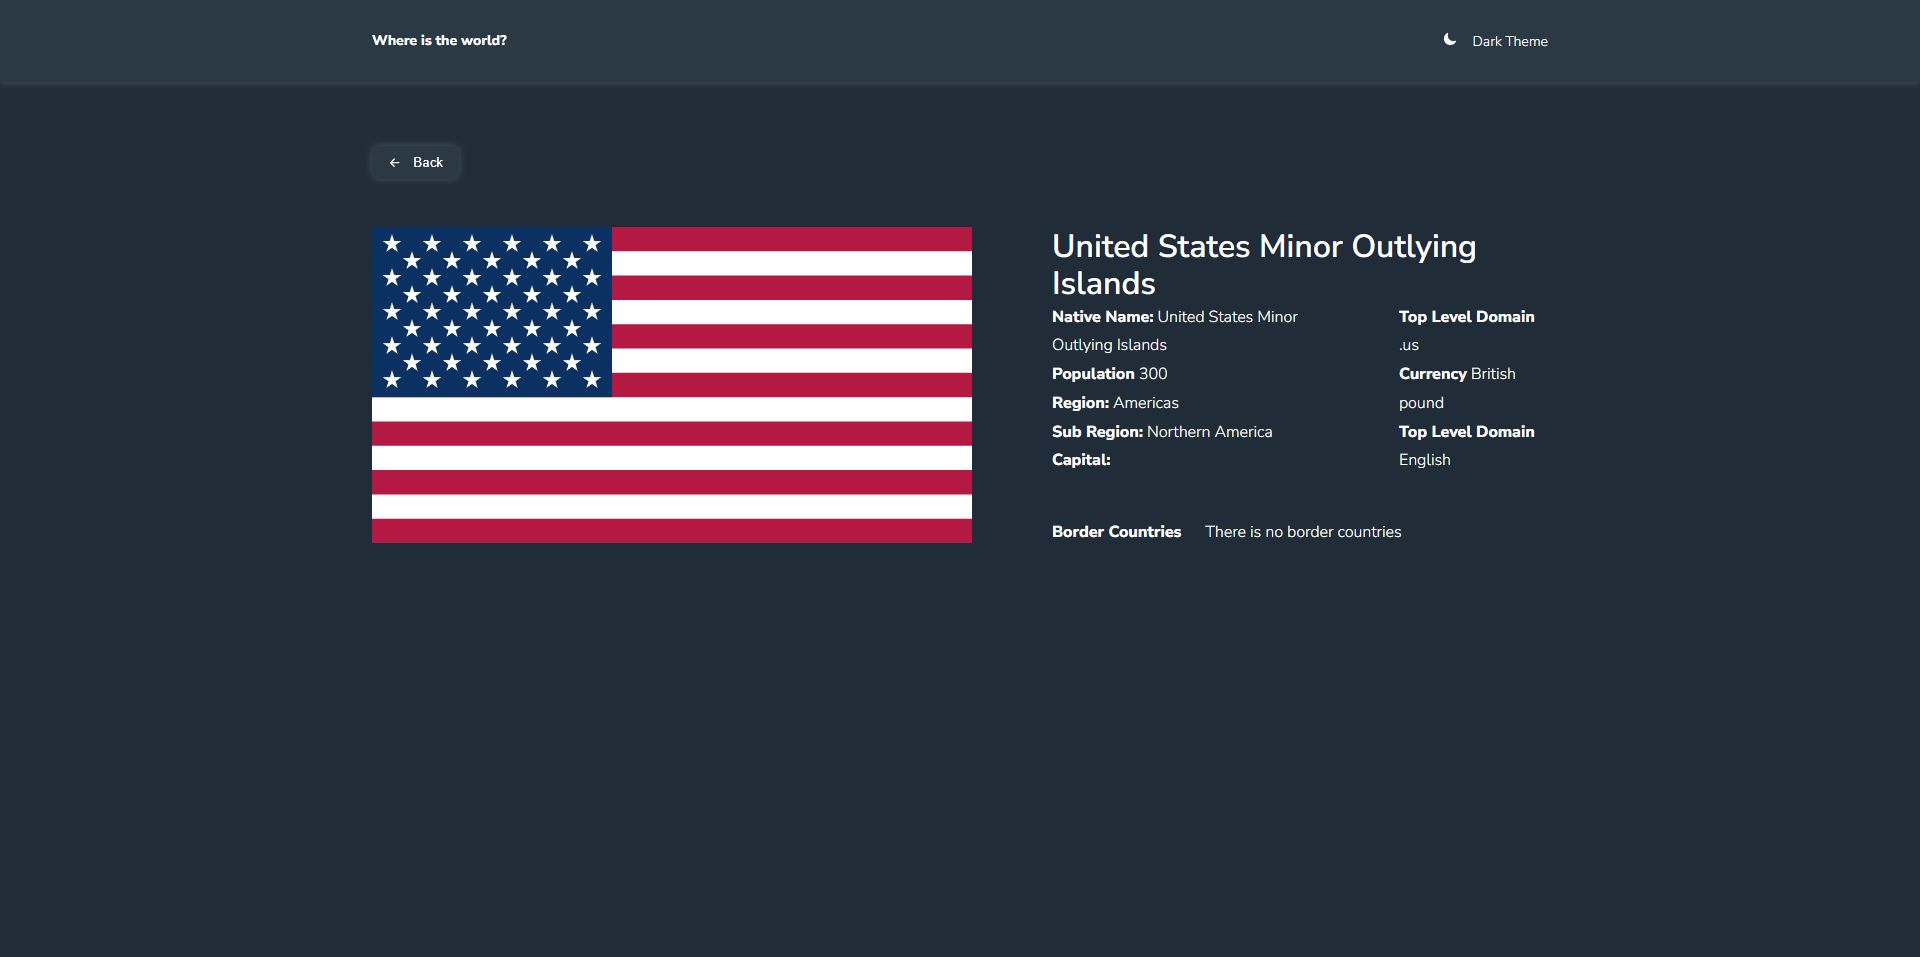 Where is the world?
Dark Theme
Back
United States Minor Outlying
Islands
Native Name: United States Minor
Outlying Islands
Population 300
Region: Americas
Sub Region: Northern America
Capital:
Top Level Domain
.us
Currency British
pound
Top Level Domain
English
Border Countries There is no border countries